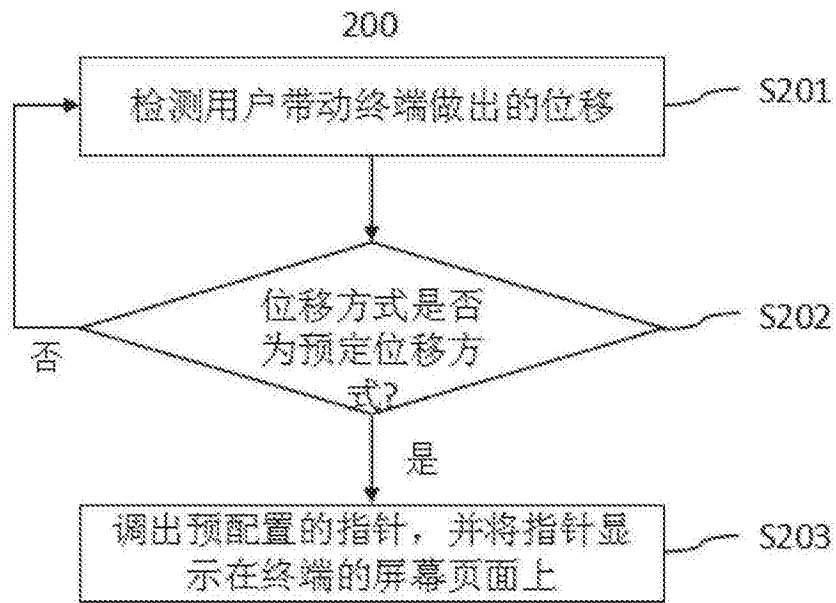 200
检测用户带动终端做出的位移
S201
位移方式是否
为预定位移方
式?
S202
否
是
调出预配置的指针，并将指针显
示在终端的屏幕页面上
S203